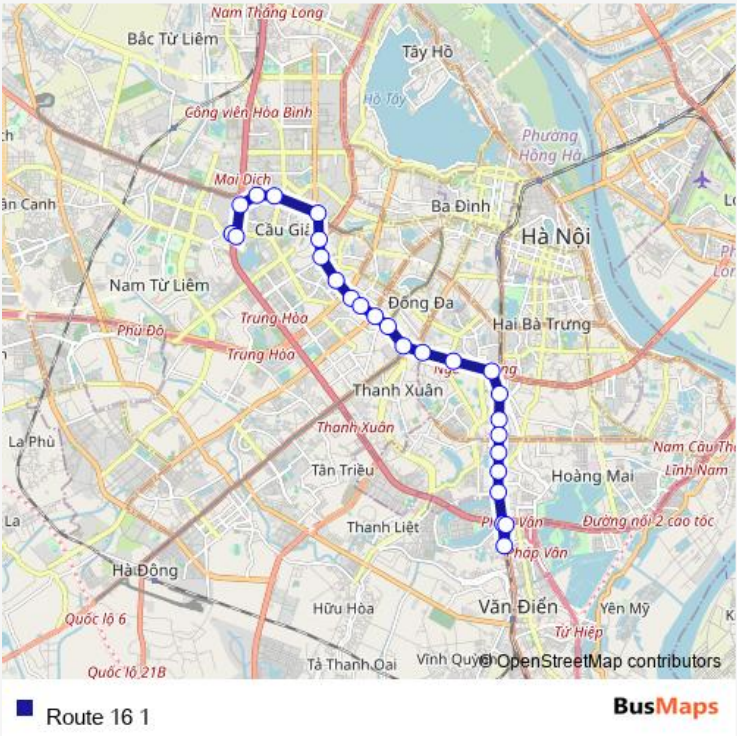 Nam Thăng Long
Bắc Từ Liêm
Tây Hồ
Hồ Tây
Công viên Hòa Bình
Phường
Hồng Hà
Mai Dịch
Ba Đình
Cầu Giấ
Hà Nội
Nam Từ Liêm
Đống Đa
Trung Hòa
Hai Bà Trưng
Phú Đô
Trung Hòa
Thanh Xuân
La Phù
Thanh Xuân
Nam Cầu Th
Lĩnh Nam
Tân Triều
Hoàng Mai
La
Thanh Liệt
Đường nối 2 cao tốc
Pháp Vân
Hà Đông
Hữu Hòa
Văn Điển
Yên Mỹ
Quốc lộ 6
Từ Hiệp
Tả Thanh Oai
Vĩnh Quỳnh
© OpenStreetMap contributors
Quốc lộ 21B
Route 16 1
BusMaps